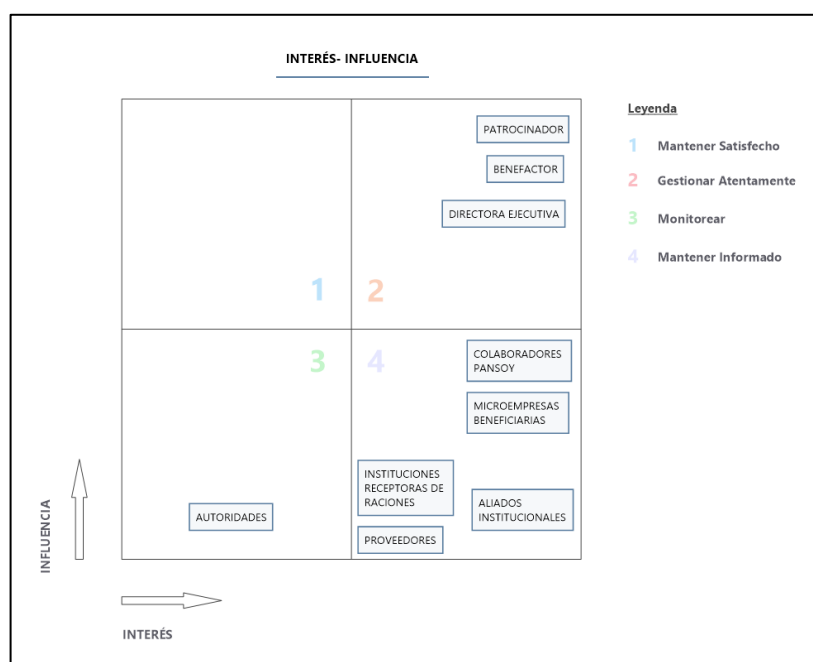 INTERÉS- INFLUENCIA
PATROCINADOR
BENEFACTOR
DIRECTORA EJECUTIVA
1
2
3
4
COLABORADORES
PANSOY
MICROEMPRESAS
BENEFICIARIAS
INSTITUCIONES
RECEPTORAS DE
RACIONES
ALIADOS
INSTITUCIONALES
AUTORIDADES
PROVEEDORES
INFLUENCIA
INTERÉS
Leyenda
1 Mantener Satisfecho
2 Gestionar Atentamente
3 Monitorear
4 Mantener Informado